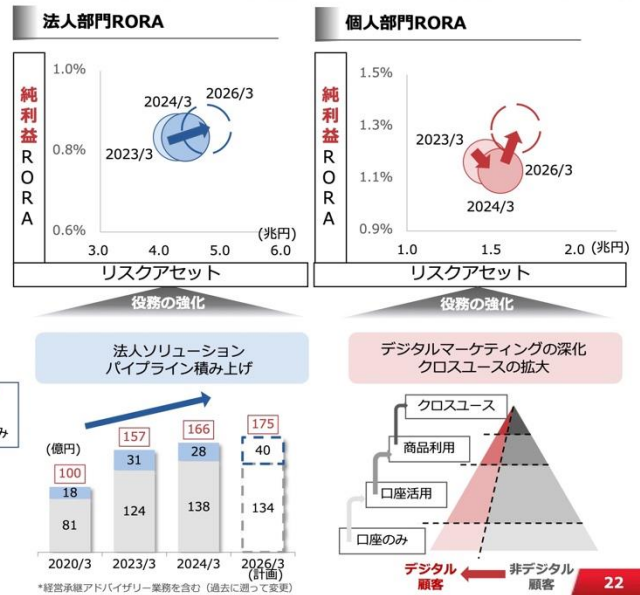 法人部門RORA
純利益RORA
1.0%
0.8%
0.6%
2023/3
2024/3
2026/3
3.0 4.0 5.0 6.0
(兆円)
リスクアセット
役務の強化
法人ソリューション
パイプライン積み上げ
み
(億円)
100
157
166
175
18
31
28
40
81
124
138
134
2020/3 2023/3 2024/3 2026/3
(計画)
*経営承継アドバイザリー業務を含む（過去に遡って変更）
個人部門RORA
純利益RORA
1.5%
1.3%
1.1%
0.9%
2023/3
2024/3
2026/3
1.0 1.5 2.0 (兆円)
リスクアセット
役務の強化
デジタルマーケティングの深化
クロスユースの拡大
クロスユース
商品利用
口座活用
口座のみ
デジタル
顧客
非デジタル
顧客
22